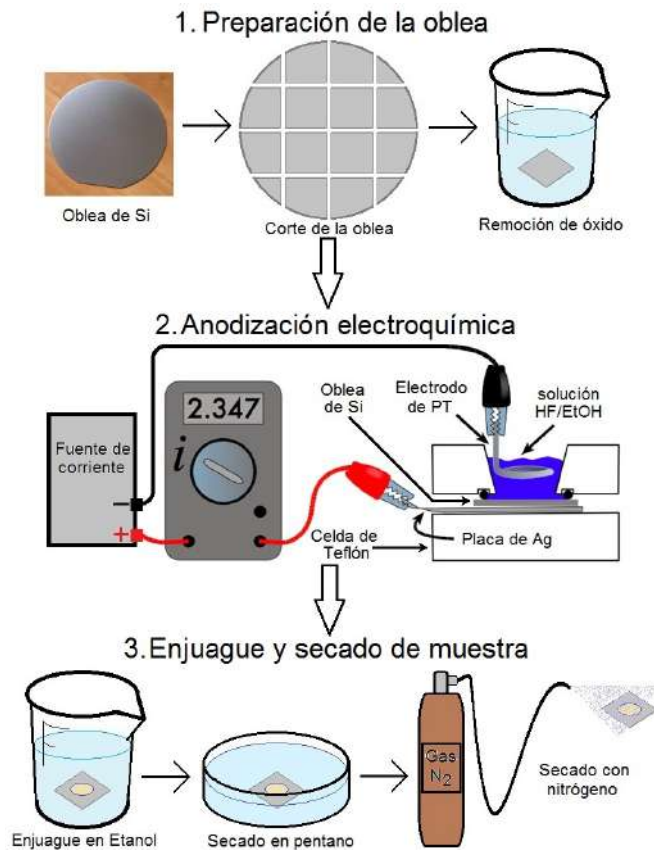 1. Preparación de la oblea
Oblea de Si
Corte de la oblea
Remoción de óxido
2. Anodización electroquímica
Fuente de
corriente
−
+
2.347
i
Oblea
de Si
Electrodo
de PT
solución
HF/EtOH
Celda de
Teflón
Placa de Ag
3. Enjuague y secado de muestra
Enjuague en Etanol
Secado en pentano
Gas
N2
Secado con
nitrógeno